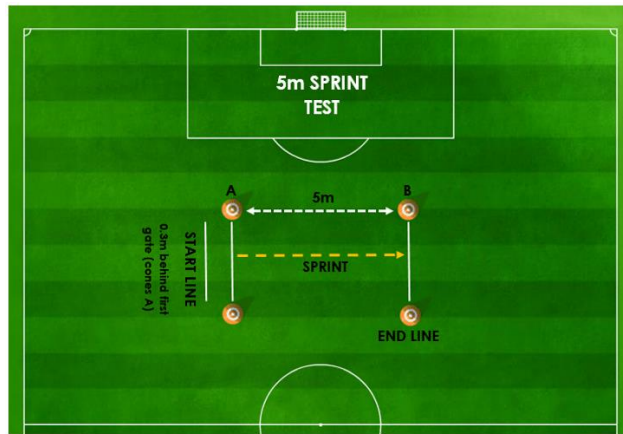 5m SPRINT
TEST
A
B
5m
START LINE
0.3m behind first
gate (cones A)
SPRINT
END LINE